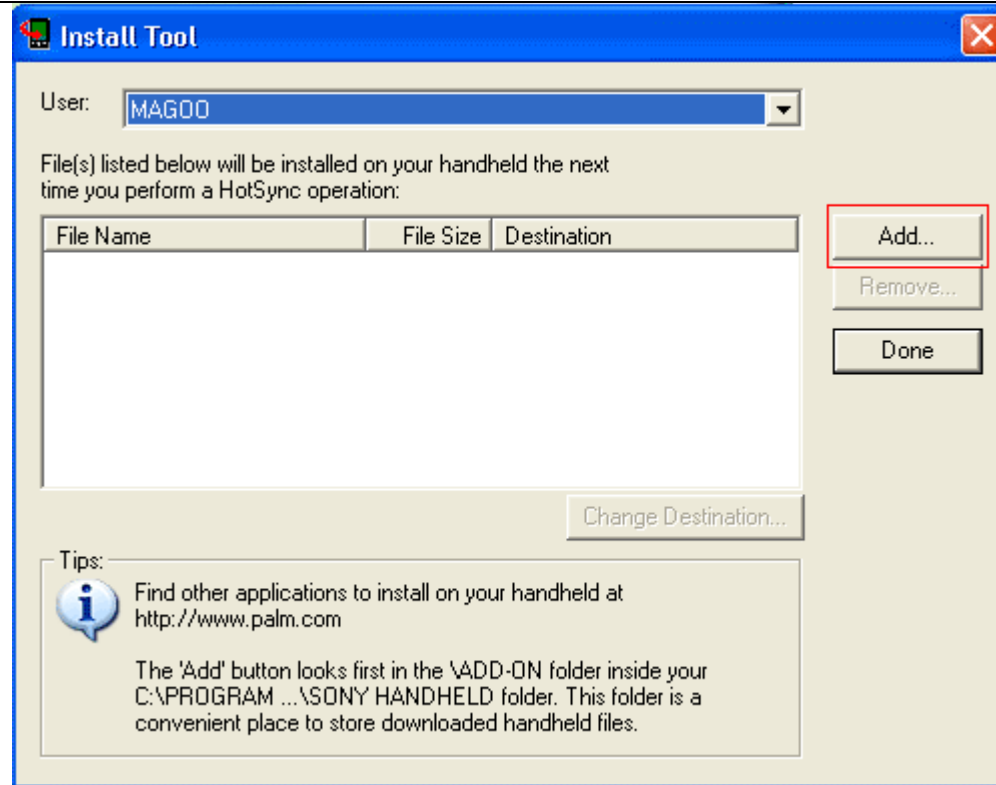 Install Tool
User: MAGOO
File(s) listed below will be installed on your handheld the next
time you perform a HotSync operation:
File Name File Size Destination
Add...
Remove...
Done
Change Destination...
Tips:
Find other applications to install on your handheld at
http://www.palm.com
The 'Add' button looks first in the \ADD-ON folder inside your
C:\PROGRAM ...\SONY HANDHELD folder. This folder is a
convenient place to store downloaded handheld files.